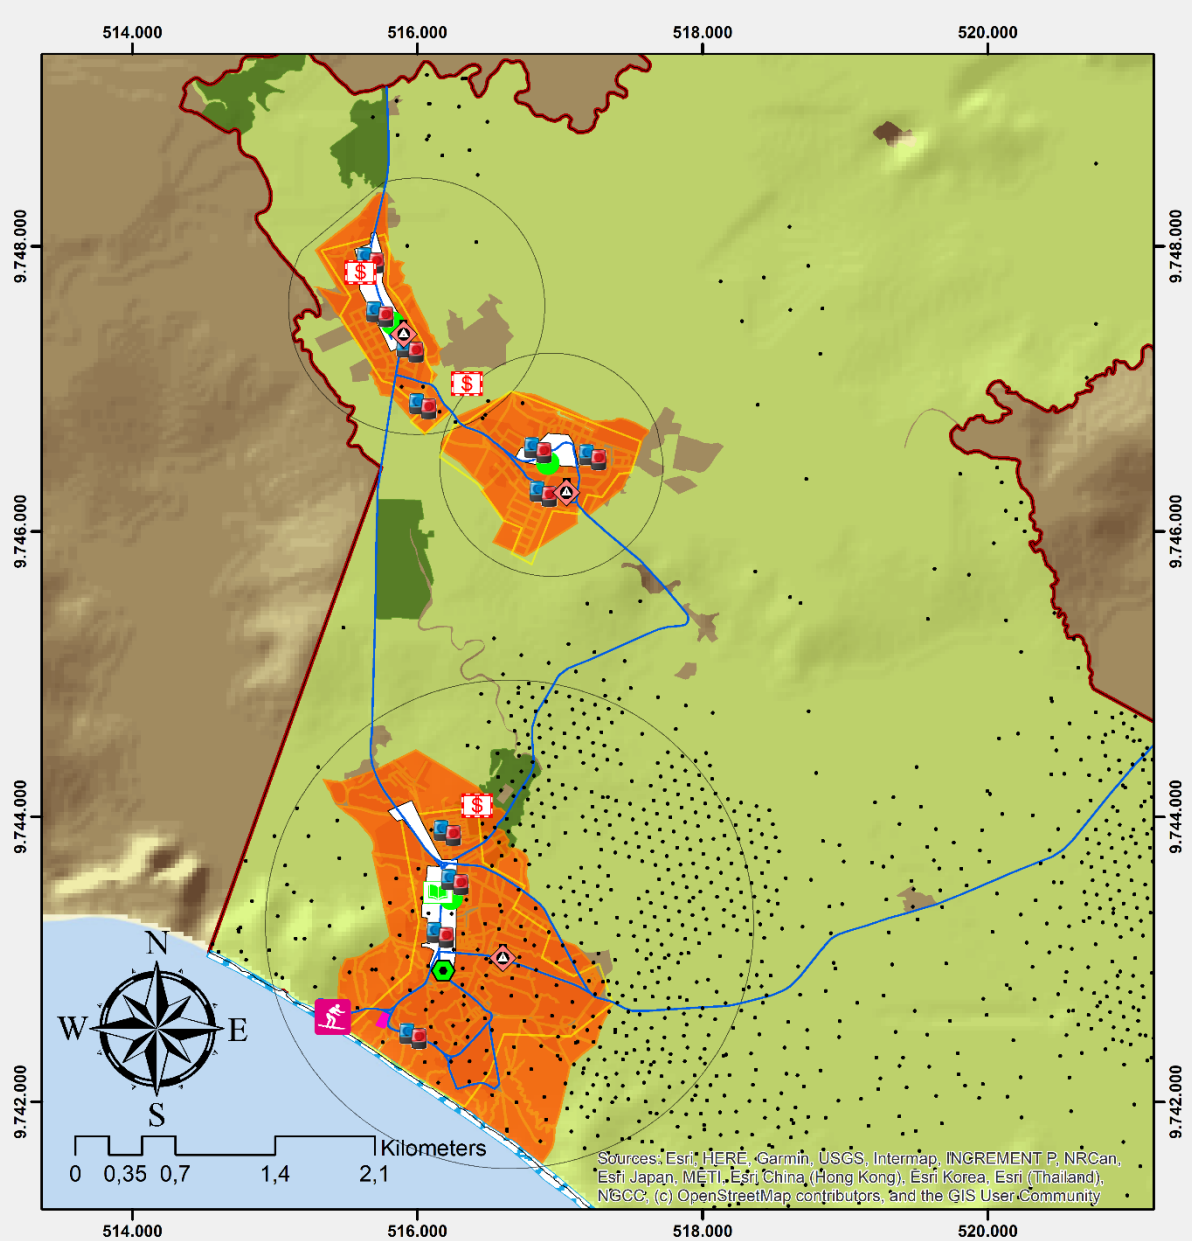 514.000 516.000 518.000 520.000
9.748.000 9.748.000
$
$
9.746.000 9.746.000
9.744.000 9.744.000
$
N
W E
S
9.742.000 9.742.000
Kilometers
0 0,35 0,7 1,4 2,1
Sources: Esri, HERE, Garmin, USGS, Intermap, INCREMENT P, NRCan,
Esri Japan, METI, Esri China (Hong Kong), Esri Korea, Esri (Thailand),
NGCC, (c) OpenStreetMap contributors, and the GIS User Community
514.000 516.000 518.000 520.000